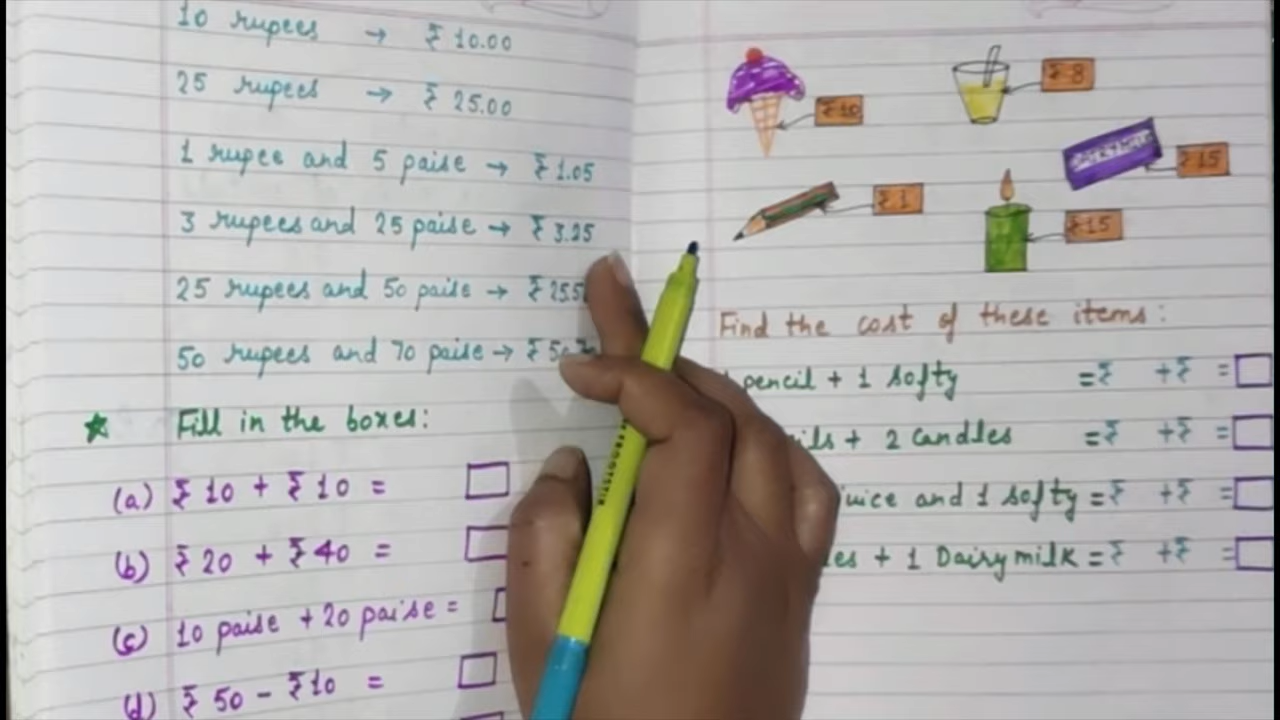 10 rupees → ₹ 10.00
25 rupees → ₹ 25.00
1 rupee and 5 paise → ₹ 1.05
3 rupees and 25 paise → ₹ 3.25
25 rupees and 50 paise → ₹ 25.5
50 rupees and 70 paise → ₹ 50.
Fill in the boxes:
(a) ₹ 10 + ₹ 10 =
(b) ₹ 20 + ₹ 40 =
(c) 10 paise + 20 paise =
(d) ₹ 50 - ₹ 10 =
₹ 10
₹ 8
₹ 15
₹ 1
₹ 15
Find the cost of these items:
pencil + 1 softy = ₹ + ₹ =
+ 2 candles = ₹ + ₹ =
juice and 1 softy = ₹ + ₹ =
+ 1 Dairymilk = ₹ + ₹ =